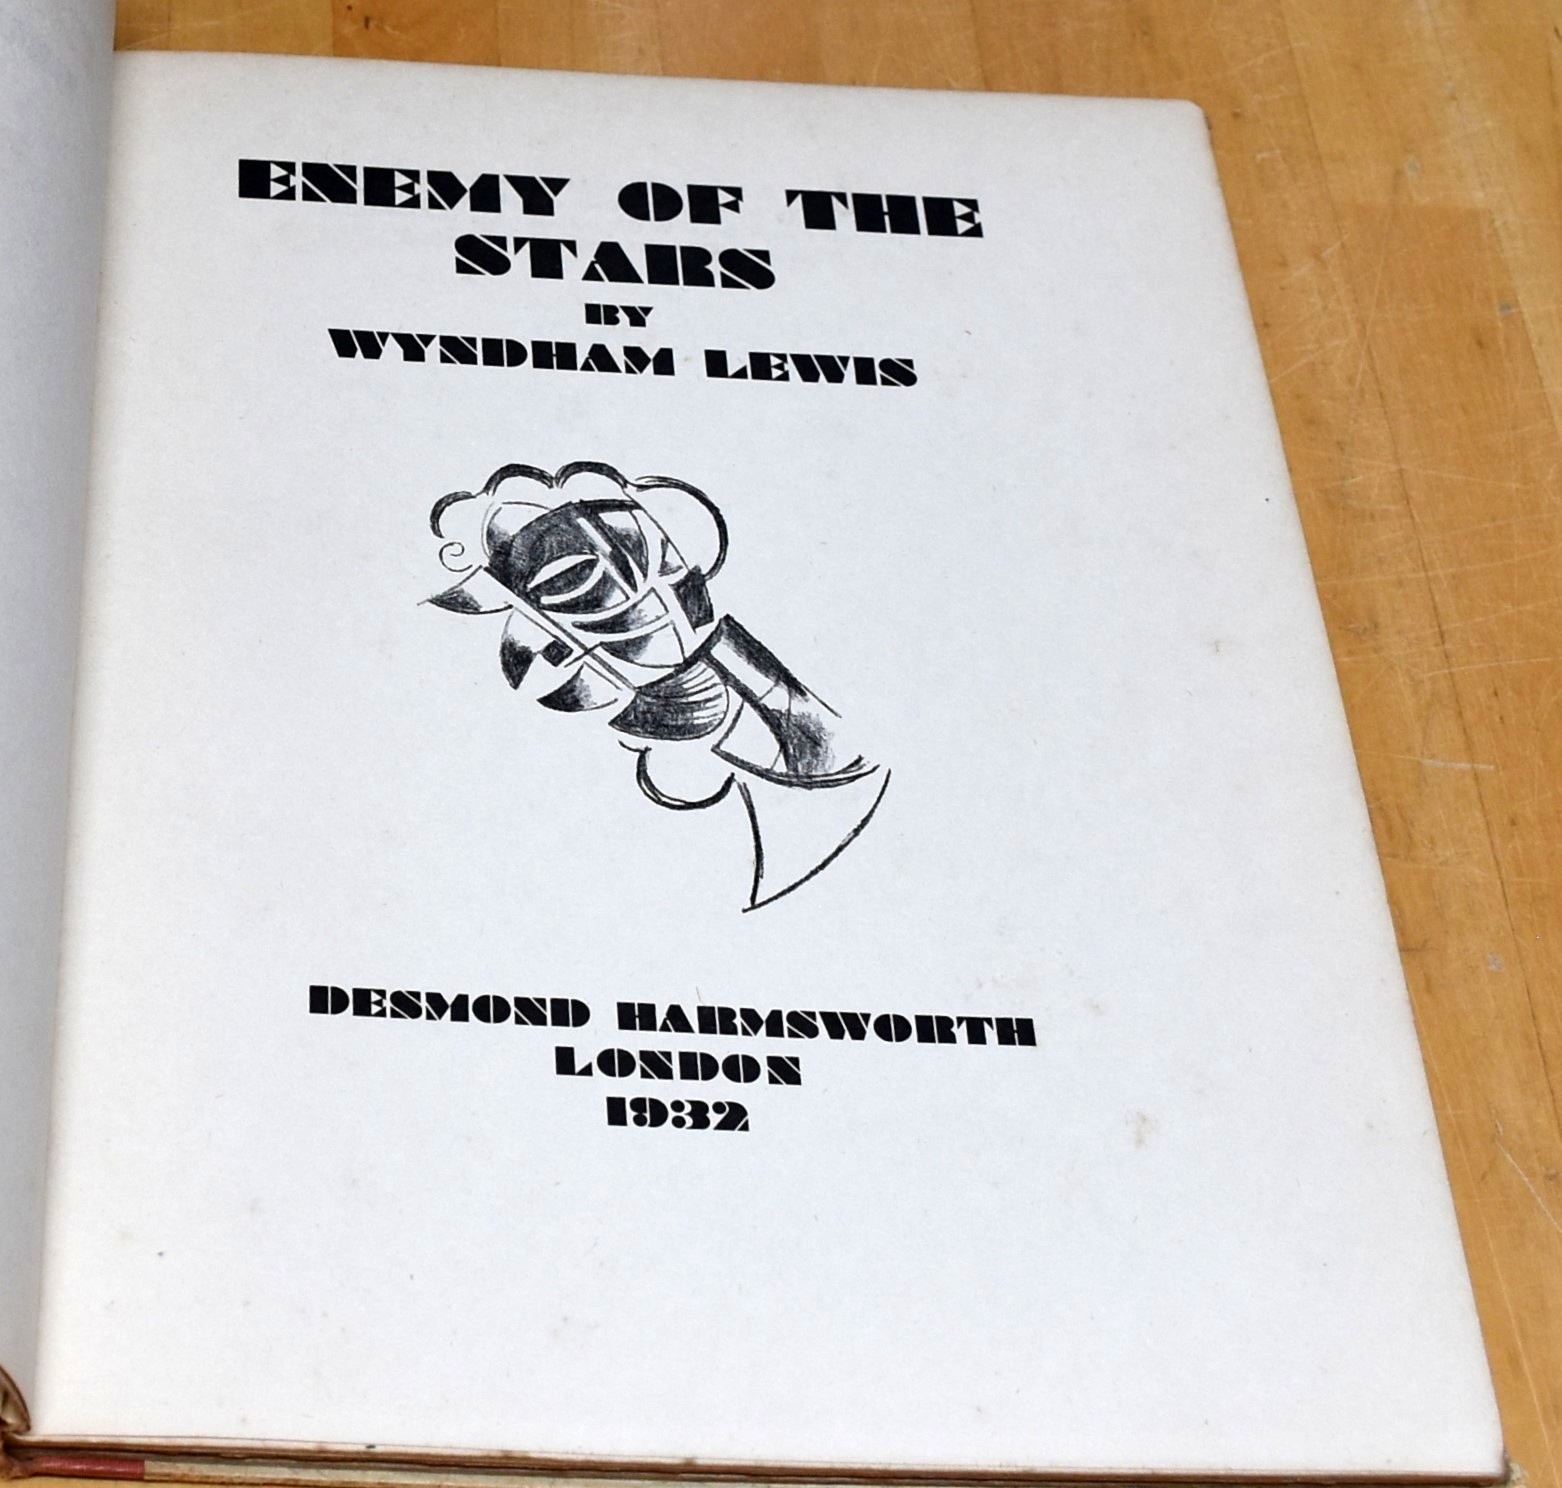 ENEMY OF THE
STARS
BY
WYNDHAM LEWIS
DESMOND HARMSWORTH
LONDON
1932